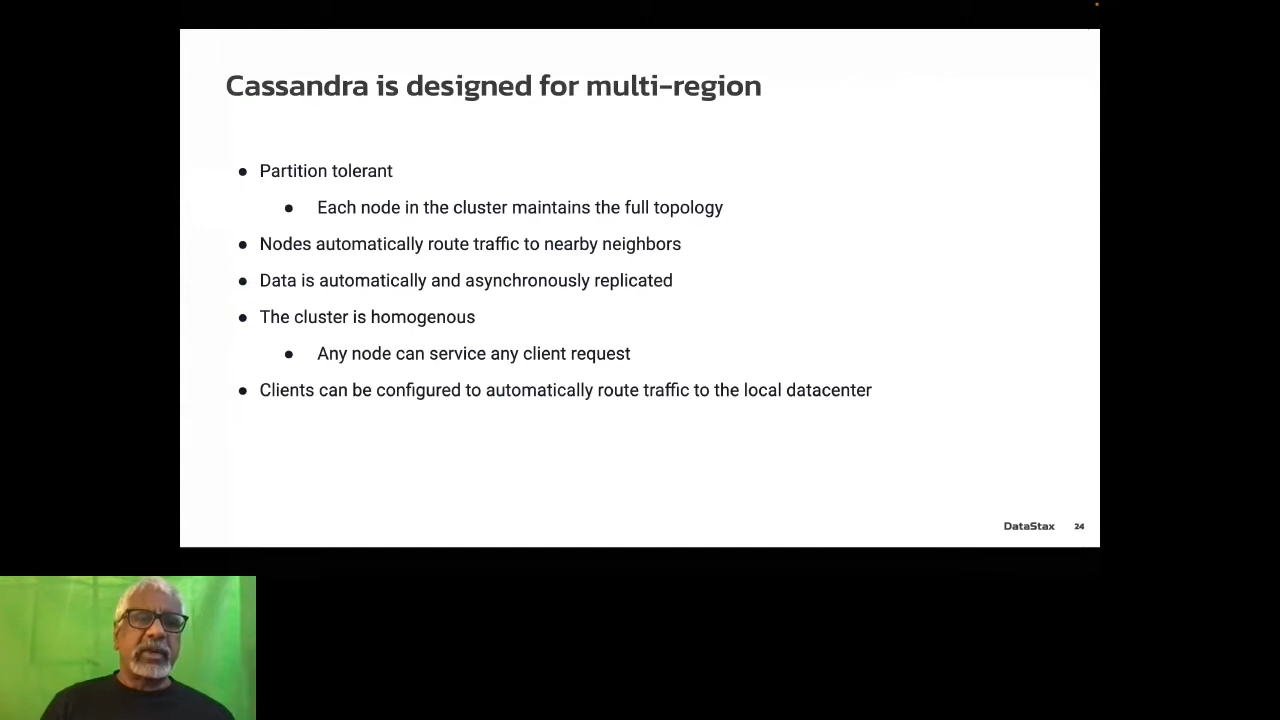 Cassandra is designed for multi-region
● Partition tolerant
● Each node in the cluster maintains the full topology
● Nodes automatically route traffic to nearby neighbors
● Data is automatically and asynchronously replicated
● The cluster is homogenous
● Any node can service any client request
● Clients can be configured to automatically route traffic to the local datacenter
DataStax 24